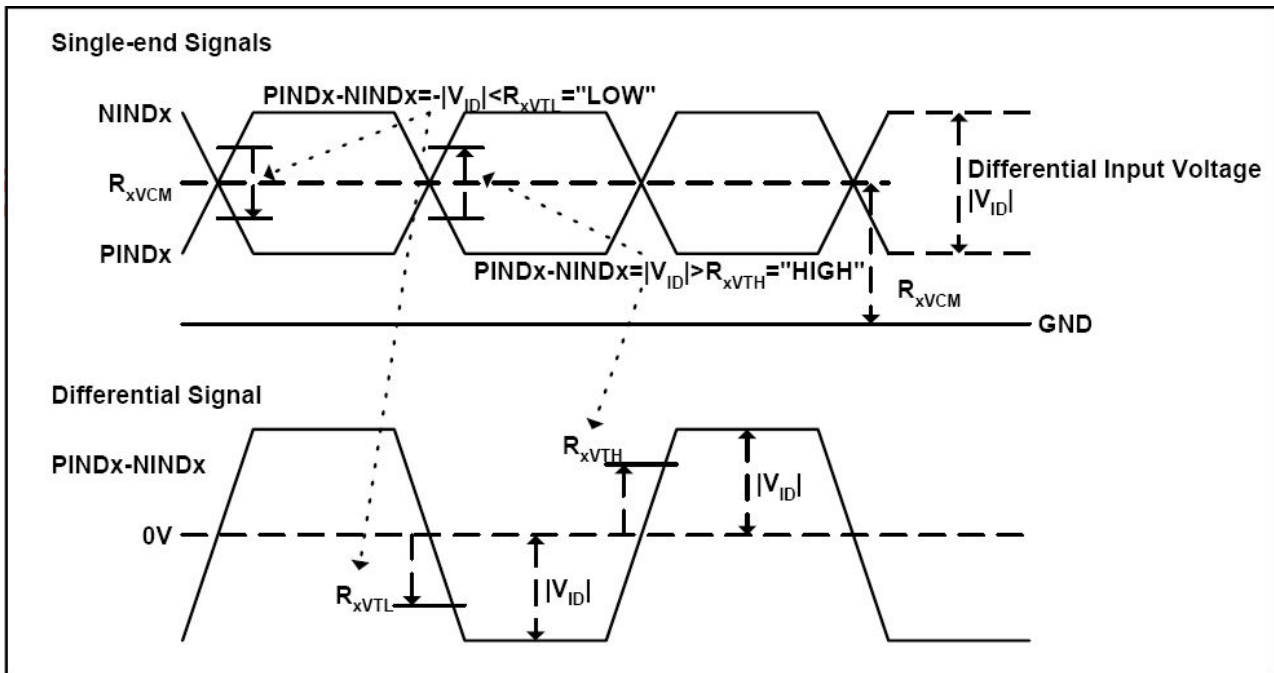 Single-end Signals
PINDx-NINDx=-|VID|<RxVTL="LOW"
NINDx
RxVCM
Differential Input Voltage
|VID|
PINDx
PINDx-NINDx=|VID|>RxVTH="HIGH"
RxVCM
GND
Differential Signal
PINDx-NINDx
RxVTH
|VID|
0V
RxVTL
|VID|